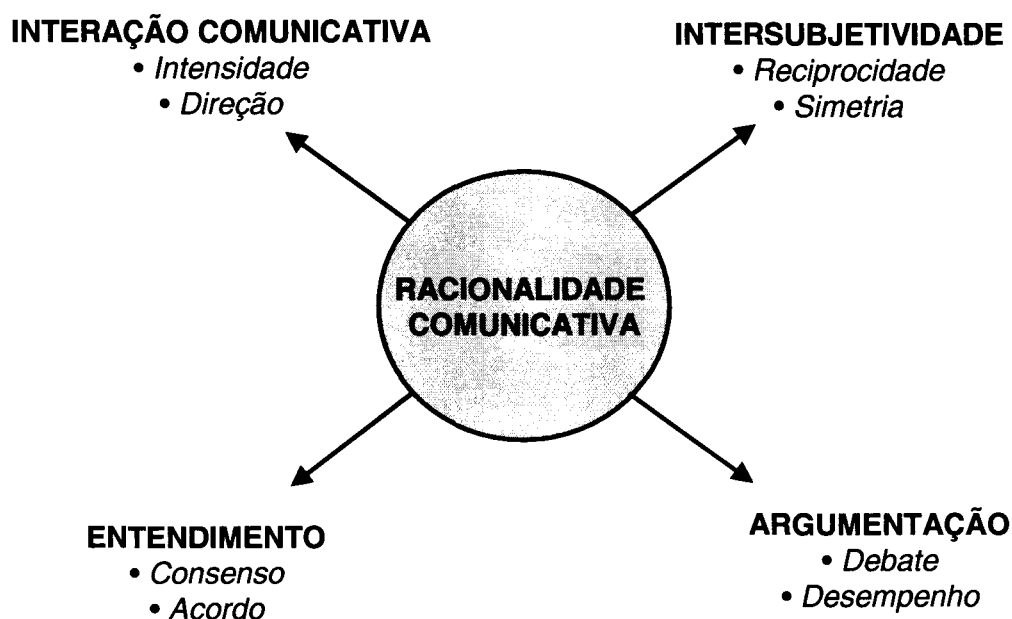 INTERAÇÃO COMUNICATIVA
• Intensidade
• Direção
INTERSUBJETIVIDADE
• Reciprocidade
• Simetria
RACIONALIDADE
COMUNICATIVA
ENTENDIMENTO
• Consenso
• Acordo
ARGUMENTAÇÃO
• Debate
• Desempenho